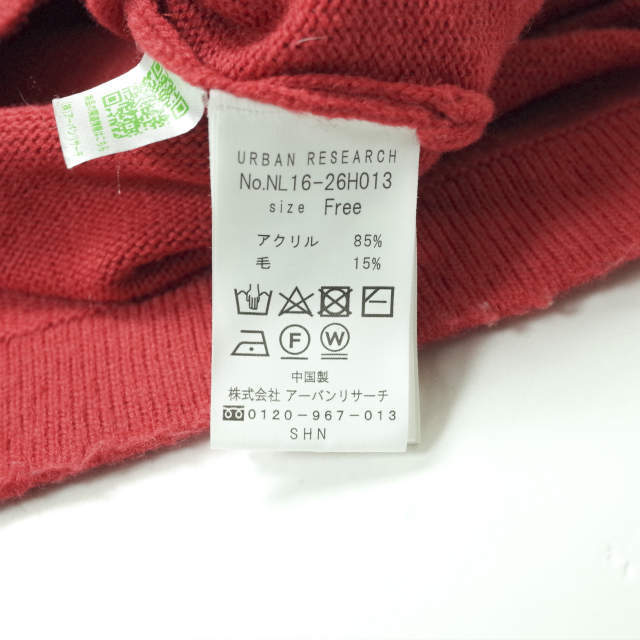 URBAN RESEARCH
No.NL16-26H013
size Free
アクリル 85%
毛 15%
F
W
中国製
株式会社 アーバンリサーチ
0120-967-013
SHN